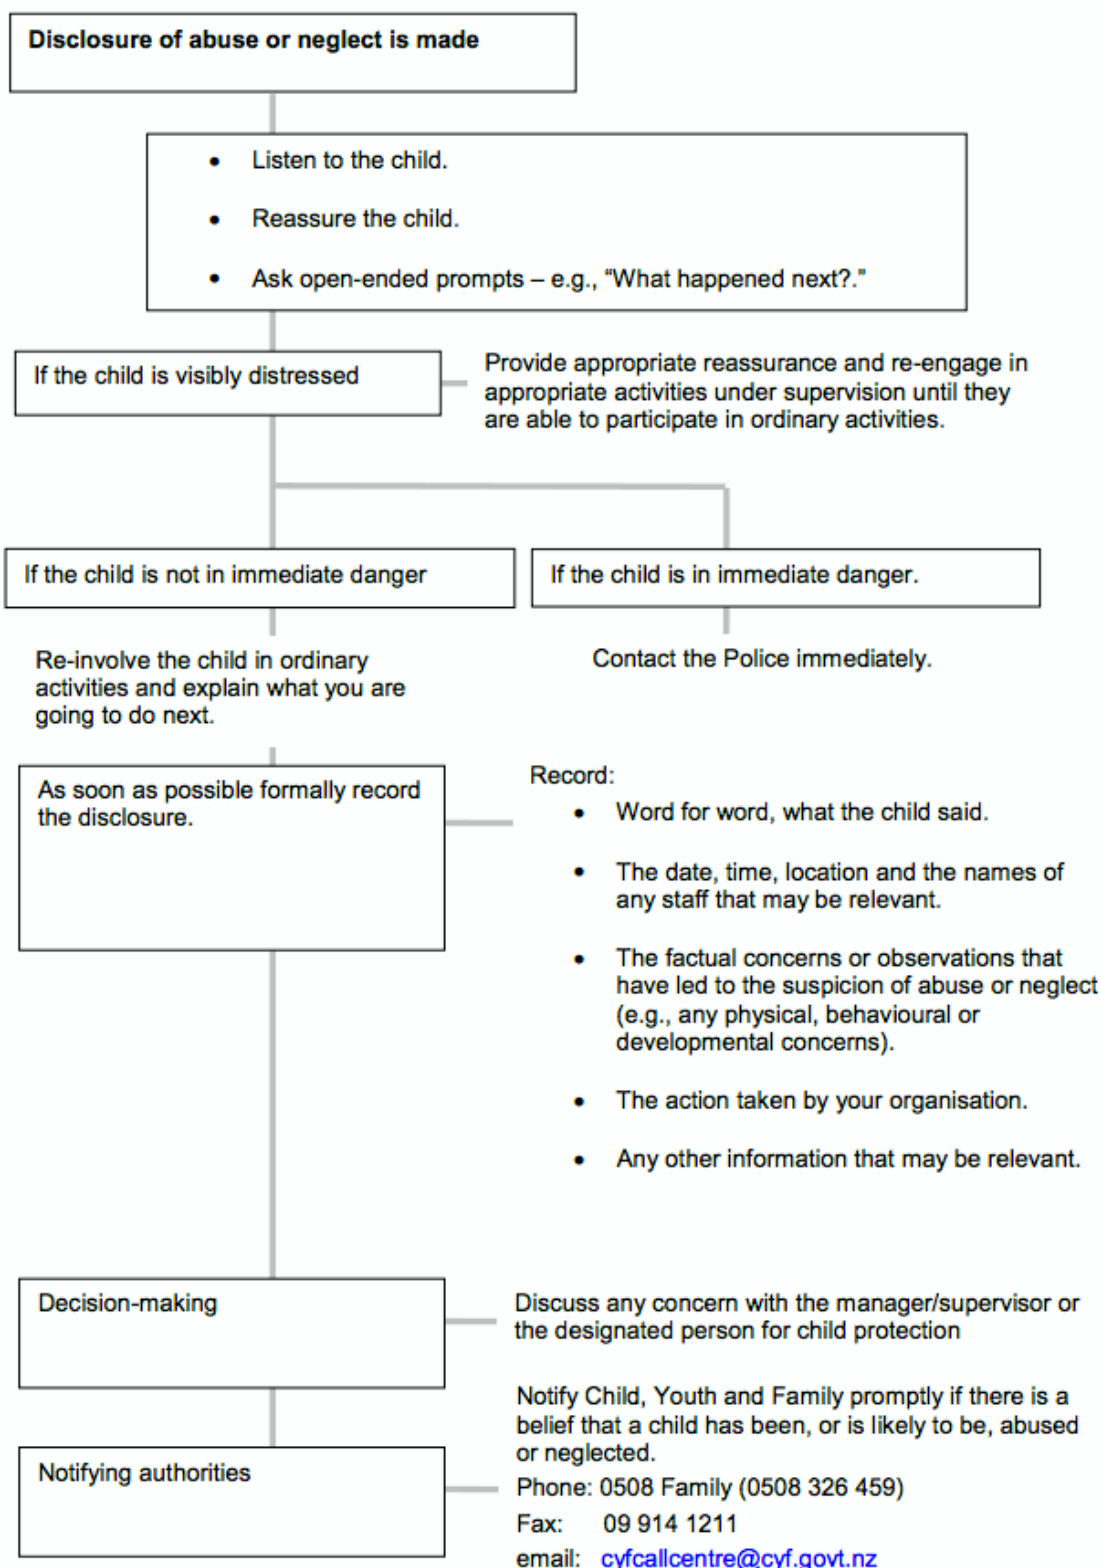 Disclosure of abuse or neglect is made
• Listen to the child.
• Reassure the child.
• Ask open-ended prompts – e.g., “What happened next?.”
If the child is visibly distressed
Provide appropriate reassurance and re-engage in
appropriate activities under supervision until they
are able to participate in ordinary activities.
If the child is not in immediate danger
If the child is in immediate danger.
Re-involve the child in ordinary
activities and explain what you are
going to do next.
Contact the Police immediately.
As soon as possible formally record
the disclosure.
Record:
• Word for word, what the child said.
• The date, time, location and the names of
any staff that may be relevant.
• The factual concerns or observations that
have led to the suspicion of abuse or neglect
(e.g., any physical, behavioural or
developmental concerns).
• The action taken by your organisation.
• Any other information that may be relevant.
Decision-making
Discuss any concern with the manager/supervisor or
the designated person for child protection
Notifying authorities
Notify Child, Youth and Family promptly if there is a
belief that a child has been, or is likely to be, abused
or neglected.
Phone: 0508 Family (0508 326 459)
Fax: 09 914 1211
email: cyfcallcentre@cyf.govt.nz